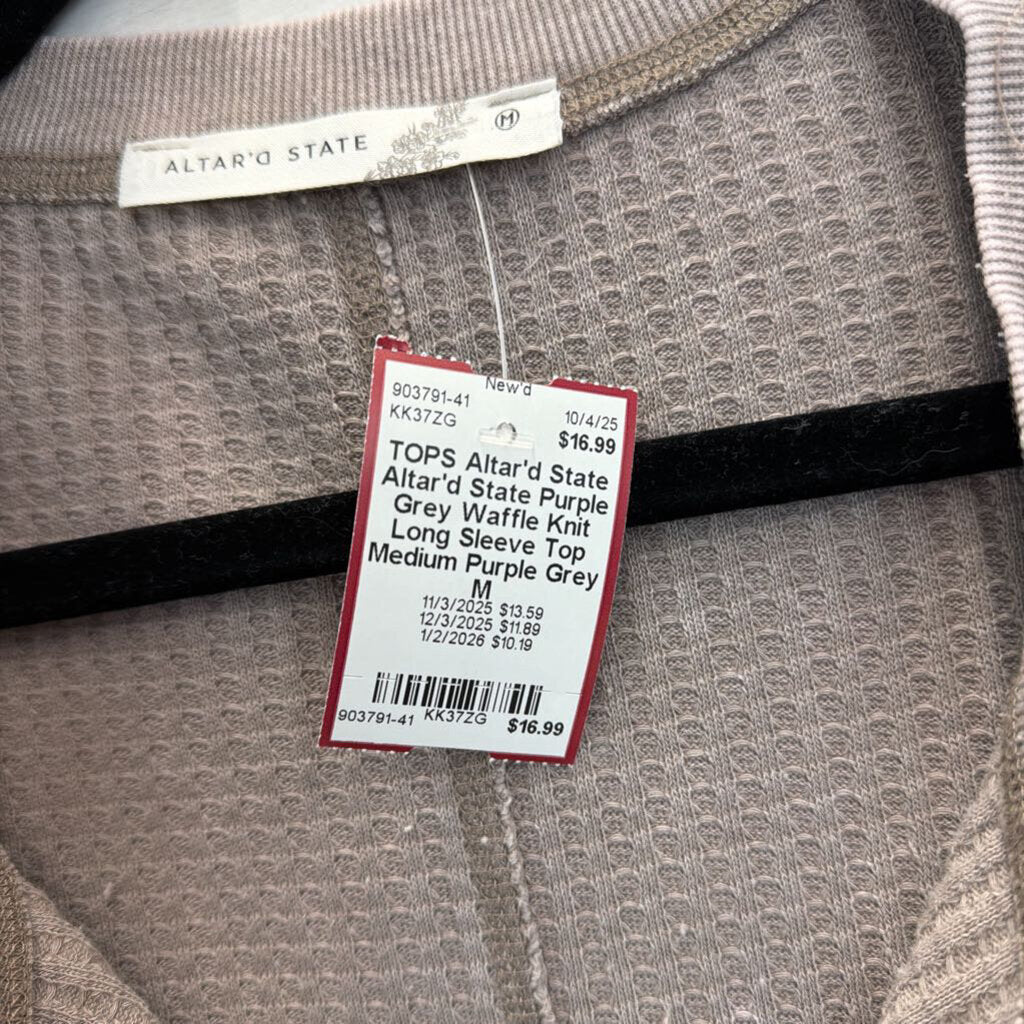 ALTAR'D STATE
M
New'd
903791-41
KK37ZG
10/4/25
$16.99
TOPS Altar'd State
Altar'd State Purple
Grey Waffle Knit
Long Sleeve Top
Medium Purple Grey
M
11/3/2025 $13.59
12/3/2025 $11.89
1/2/2026 $10.19
903791-41 KK37ZG $16.99